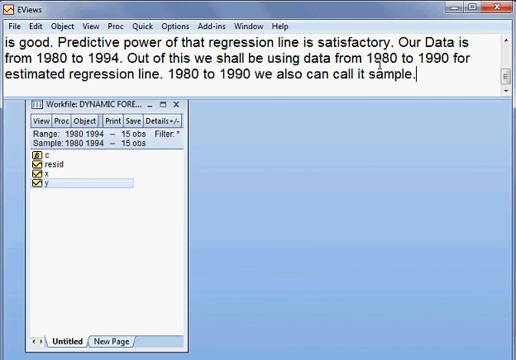 EViews
File Edit Object View Proc Quick Options Add-ins Window Help
is good. Predictive power of that regression line is satisfactory. Our Data is
from 1980 to 1994. Out of this we shall be using data from 1980 to 1990 for
estimated regression line. 1980 to 1990 we also can call it sample.
Workfile: DYNAMIC FORE...
View Proc Object Print Save Details+/-
Range: 1980 1994 — 15 obs Filter: *
Sample: 1980 1994 — 15 obs
c
resid
x
y
Untitled New Page